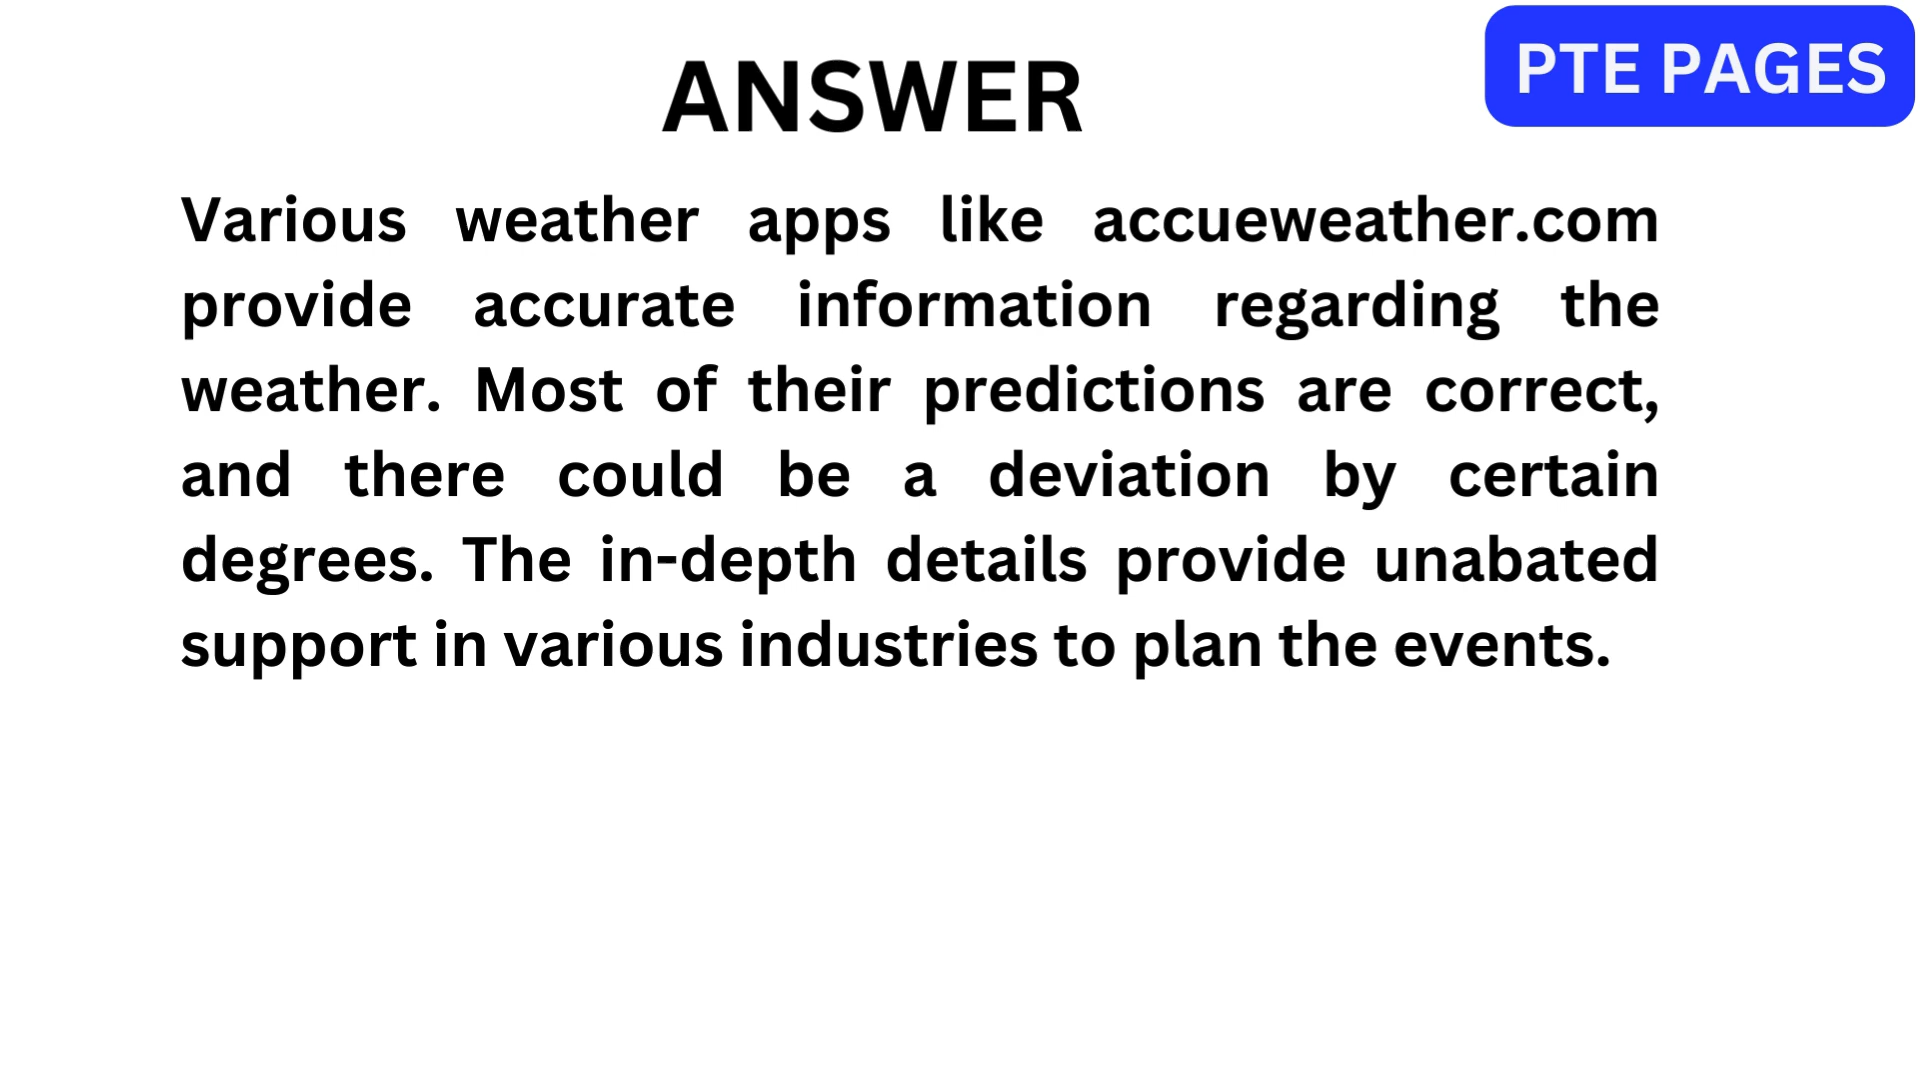 PTE PAGES
ANSWER
Various weather apps like accueweather.com
provide accurate information regarding the
weather. Most of their predictions are correct,
and there could be a deviation by certain
degrees. The in-depth details provide unabated
support in various industries to plan the events.